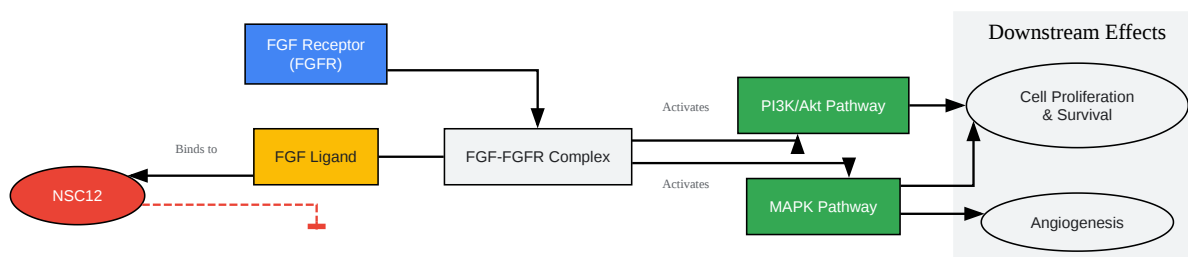 Downstream Effects
FGF Receptor
(FGFR)
Activates
PI3K/Akt Pathway
Cell Proliferation
& Survival
Binds to
FGF Ligand
FGF-FGFR Complex
NSC12
Activates
MAPK Pathway
Angiogenesis